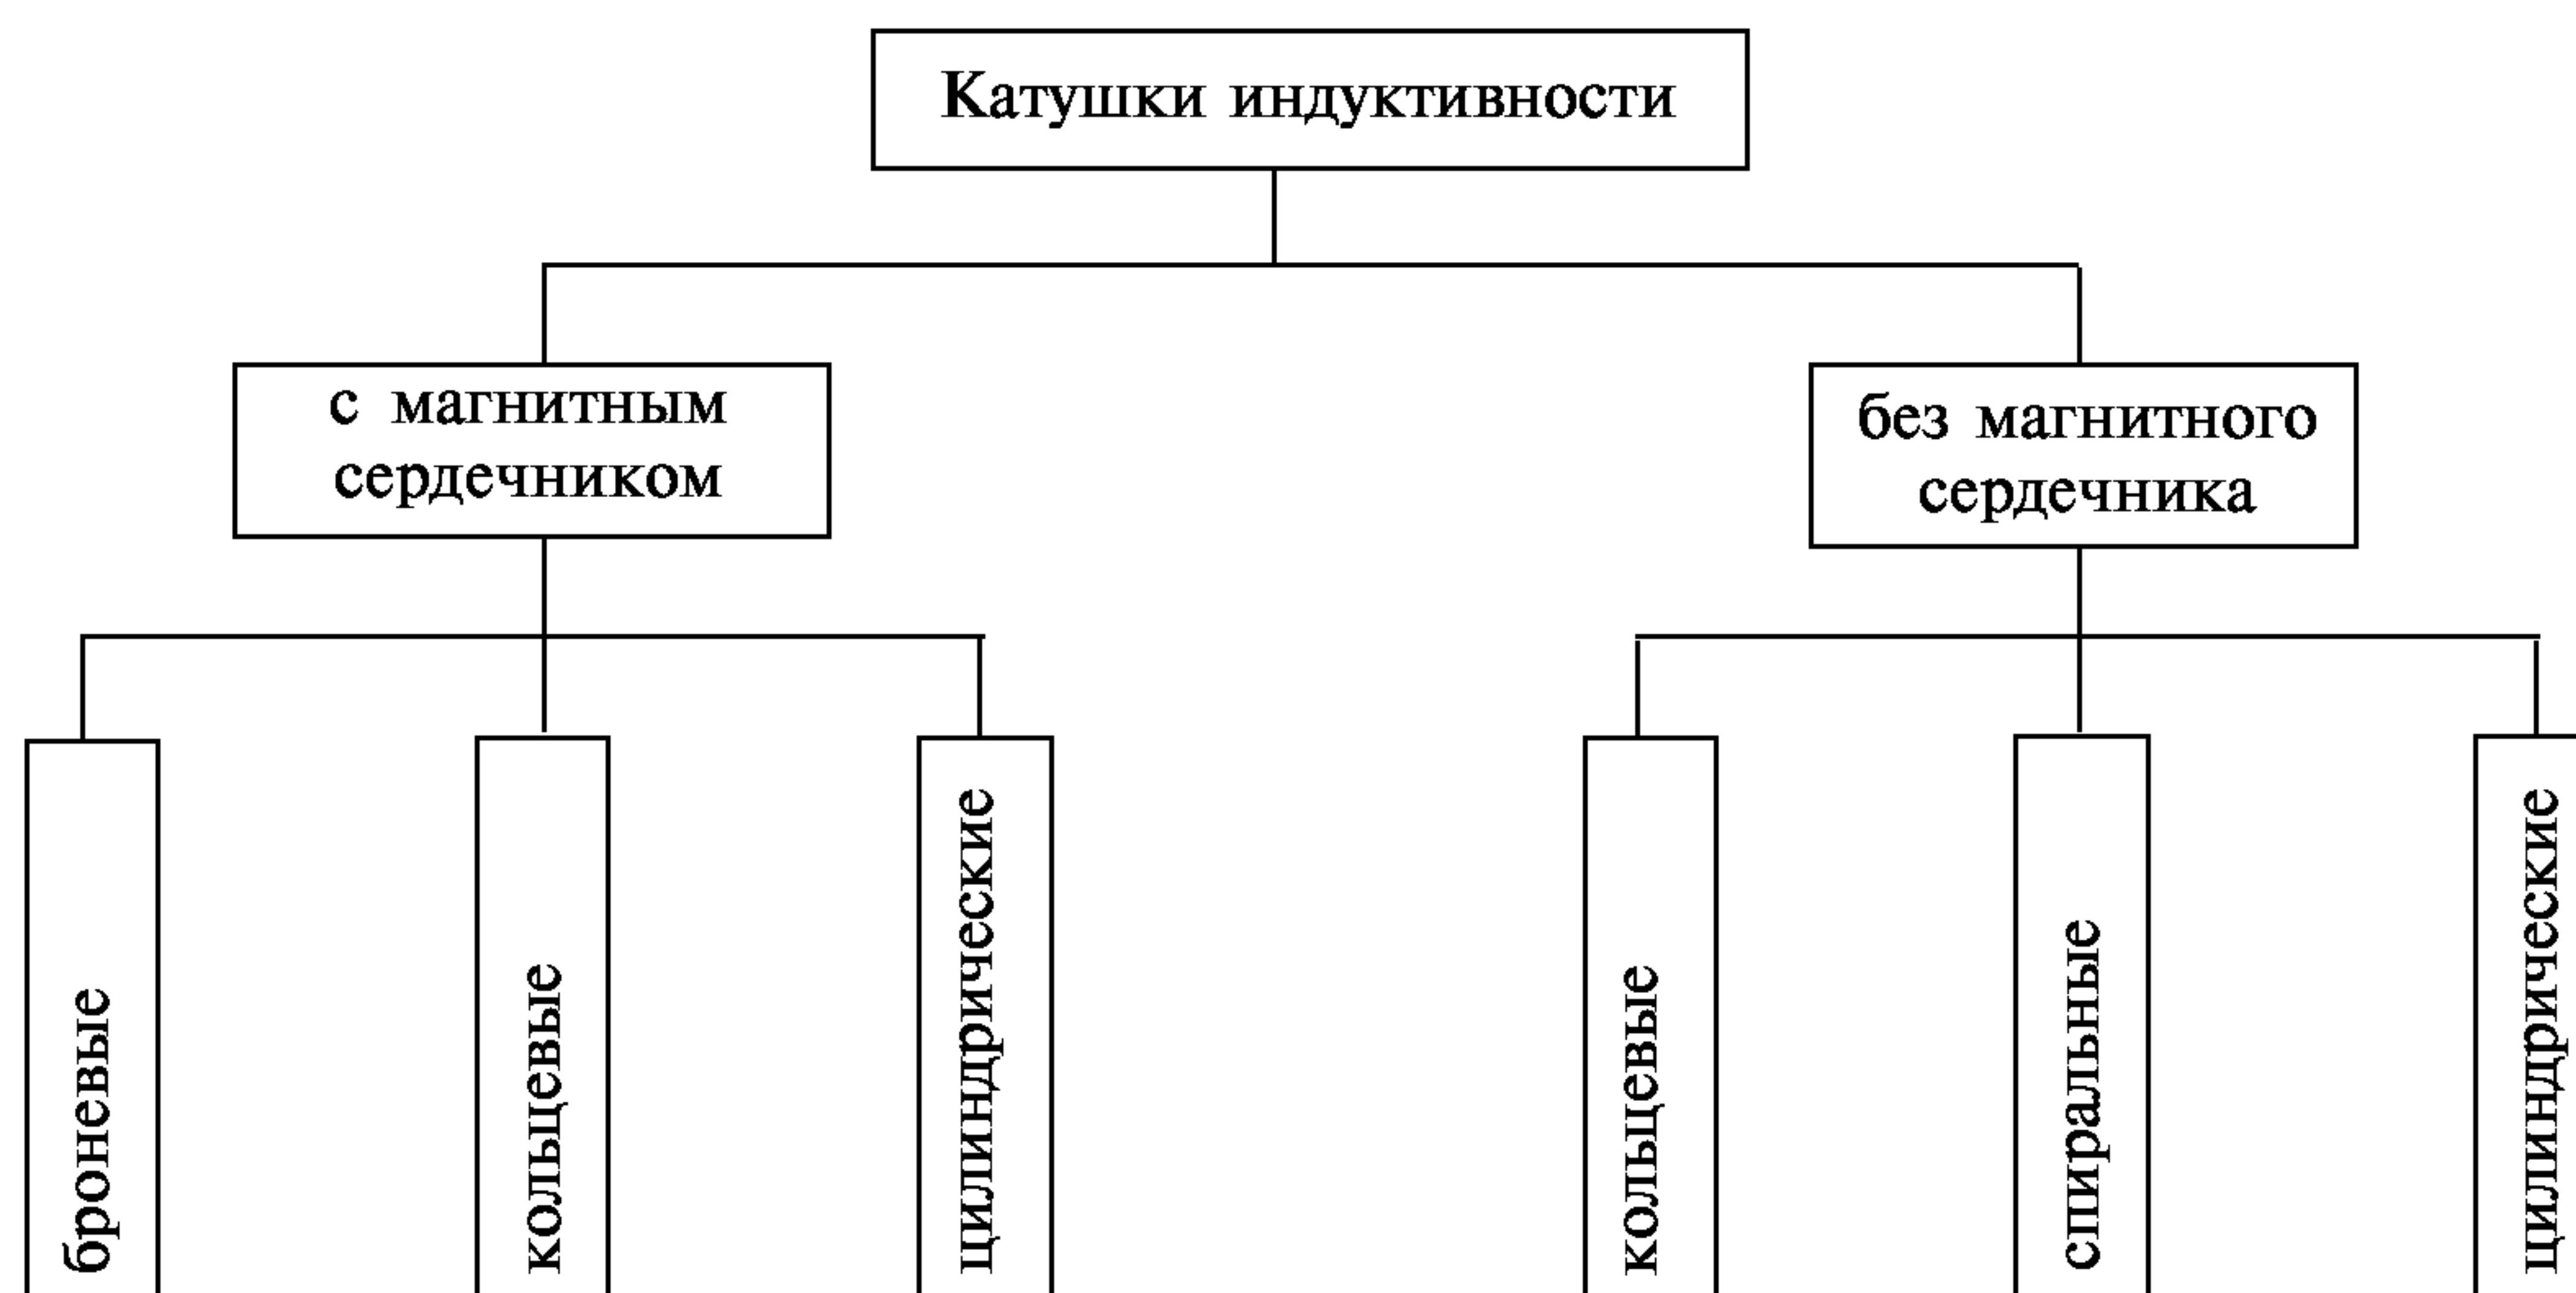 Катушки индуктивности
с магнитным
сердечником
без магнитного
сердечника
броневые
кольцевые
цилиндрические
кольцевые
спиральные
цилиндрические